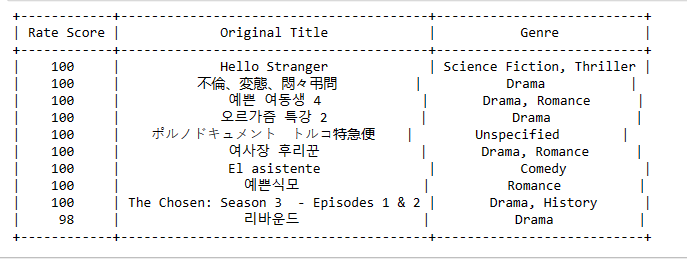 Rate Score | Original Title | Genre
100 | Hello Stranger | Science Fiction, Thriller
100 | 不倫、変態、悶々弔問 | Drama
100 | 예쁜 여동생 4 | Drama, Romance
100 | 오르가즘 특강 2 | Drama
100 | ポルノドキュメント　トルコ特急便 | Unspecified
100 | 여사장 후리꾼 | Drama, Romance
100 | El asistente | Comedy
100 | 예쁜식모 | Romance
100 | The Chosen: Season 3  - Episodes 1 & 2 | Drama, History
98 | 리바운드 | Drama